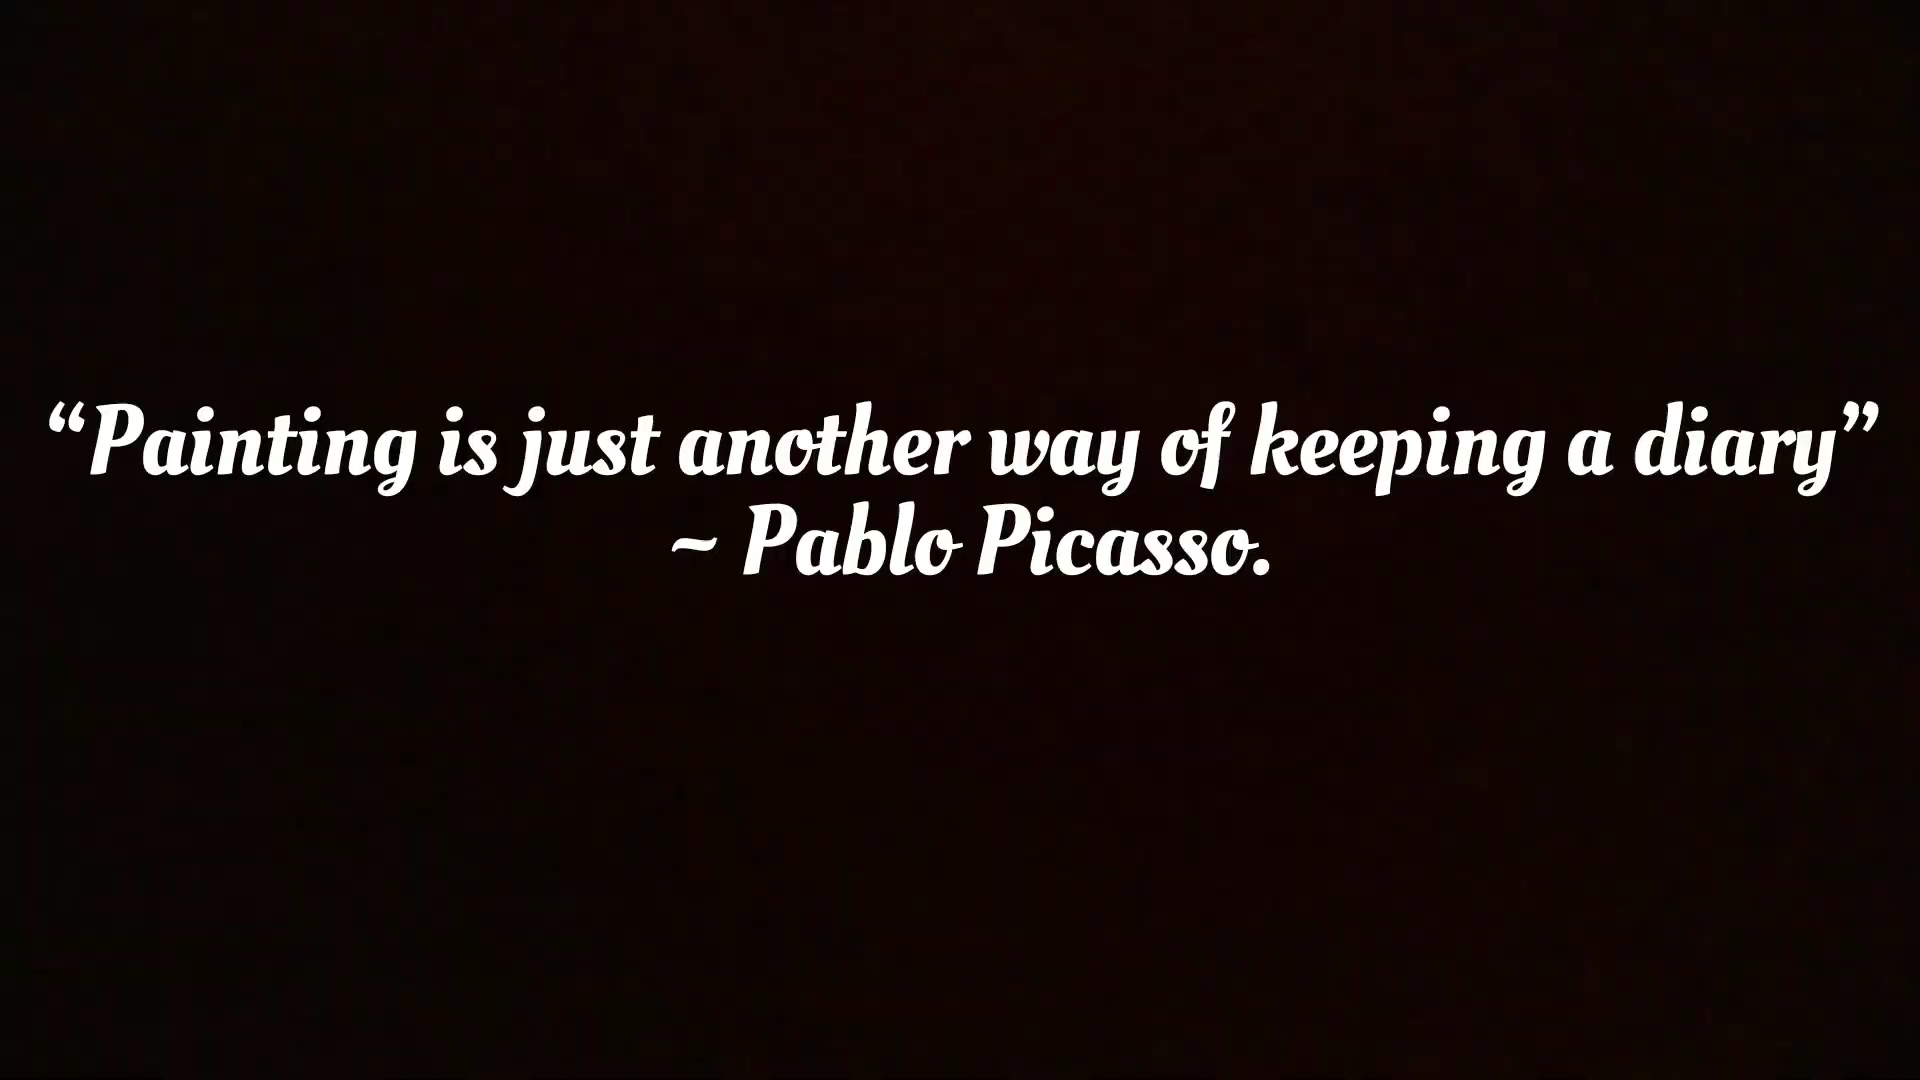 “Painting is just another way of keeping a diary”
~ Pablo Picasso.